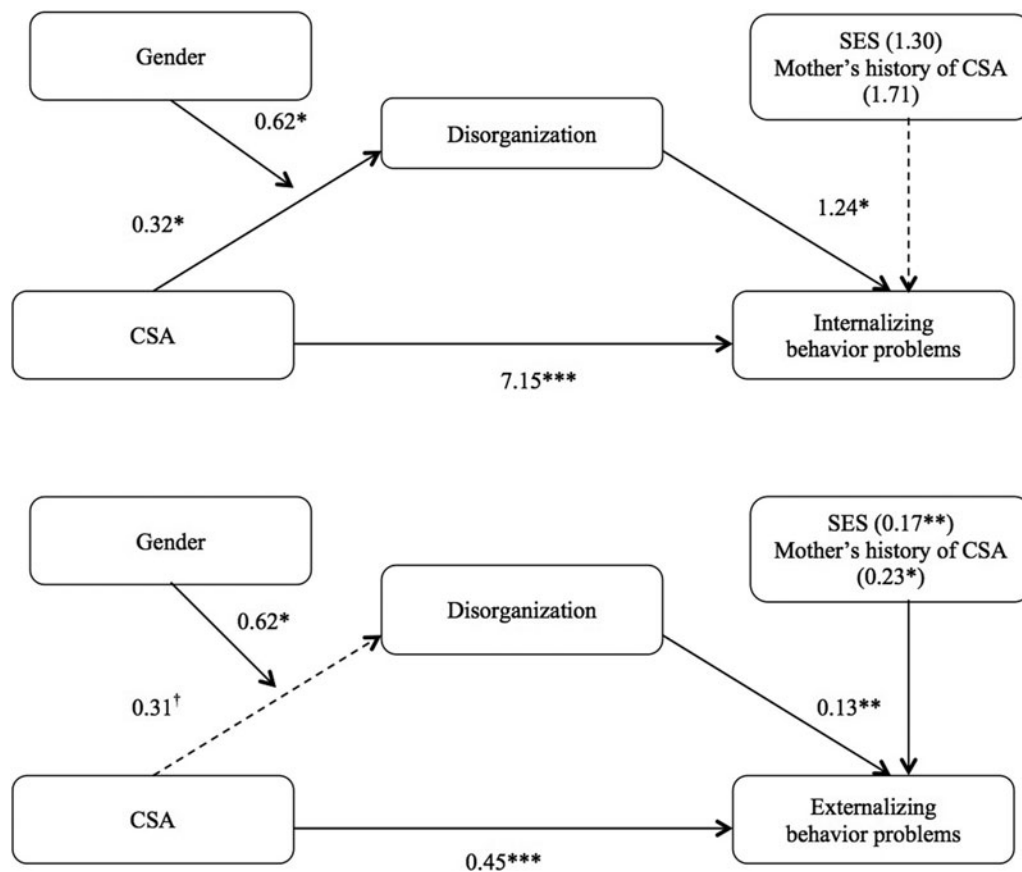 Gender
SES (1.30)
Mother’s history of CSA
(1.71)
0.62*
Disorganization
0.32*
1.24*
CSA
Internalizing
behavior problems
7.15***
Gender
SES (0.17**)
Mother’s history of CSA
(0.23*)
0.62*
Disorganization
0.31†
0.13**
CSA
Externalizing
behavior problems
0.45***